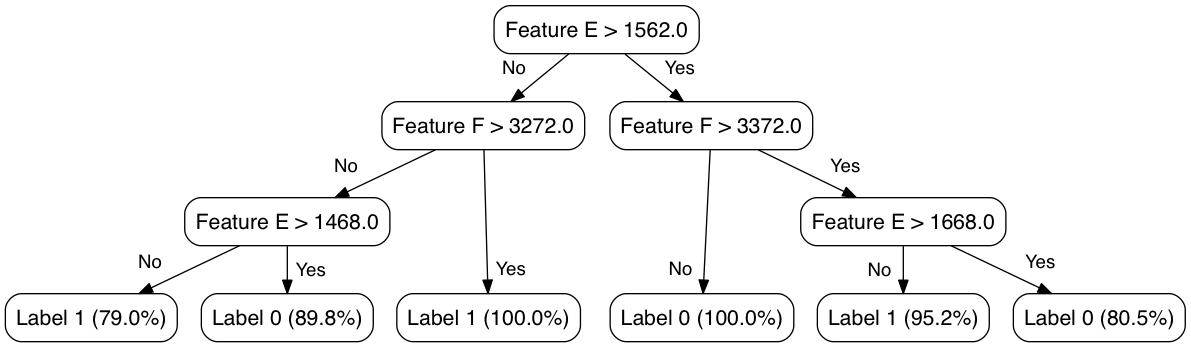 Feature E > 1562.0
No
Yes
Feature F > 3272.0
Feature F > 3372.0
No
Yes
Feature E > 1468.0
Feature E > 1668.0
No
Yes
Yes
No
No
Yes
Label 1 (79.0%)
Label 0 (89.8%)
Label 1 (100.0%)
Label 0 (100.0%)
Label 1 (95.2%)
Label 0 (80.5%)